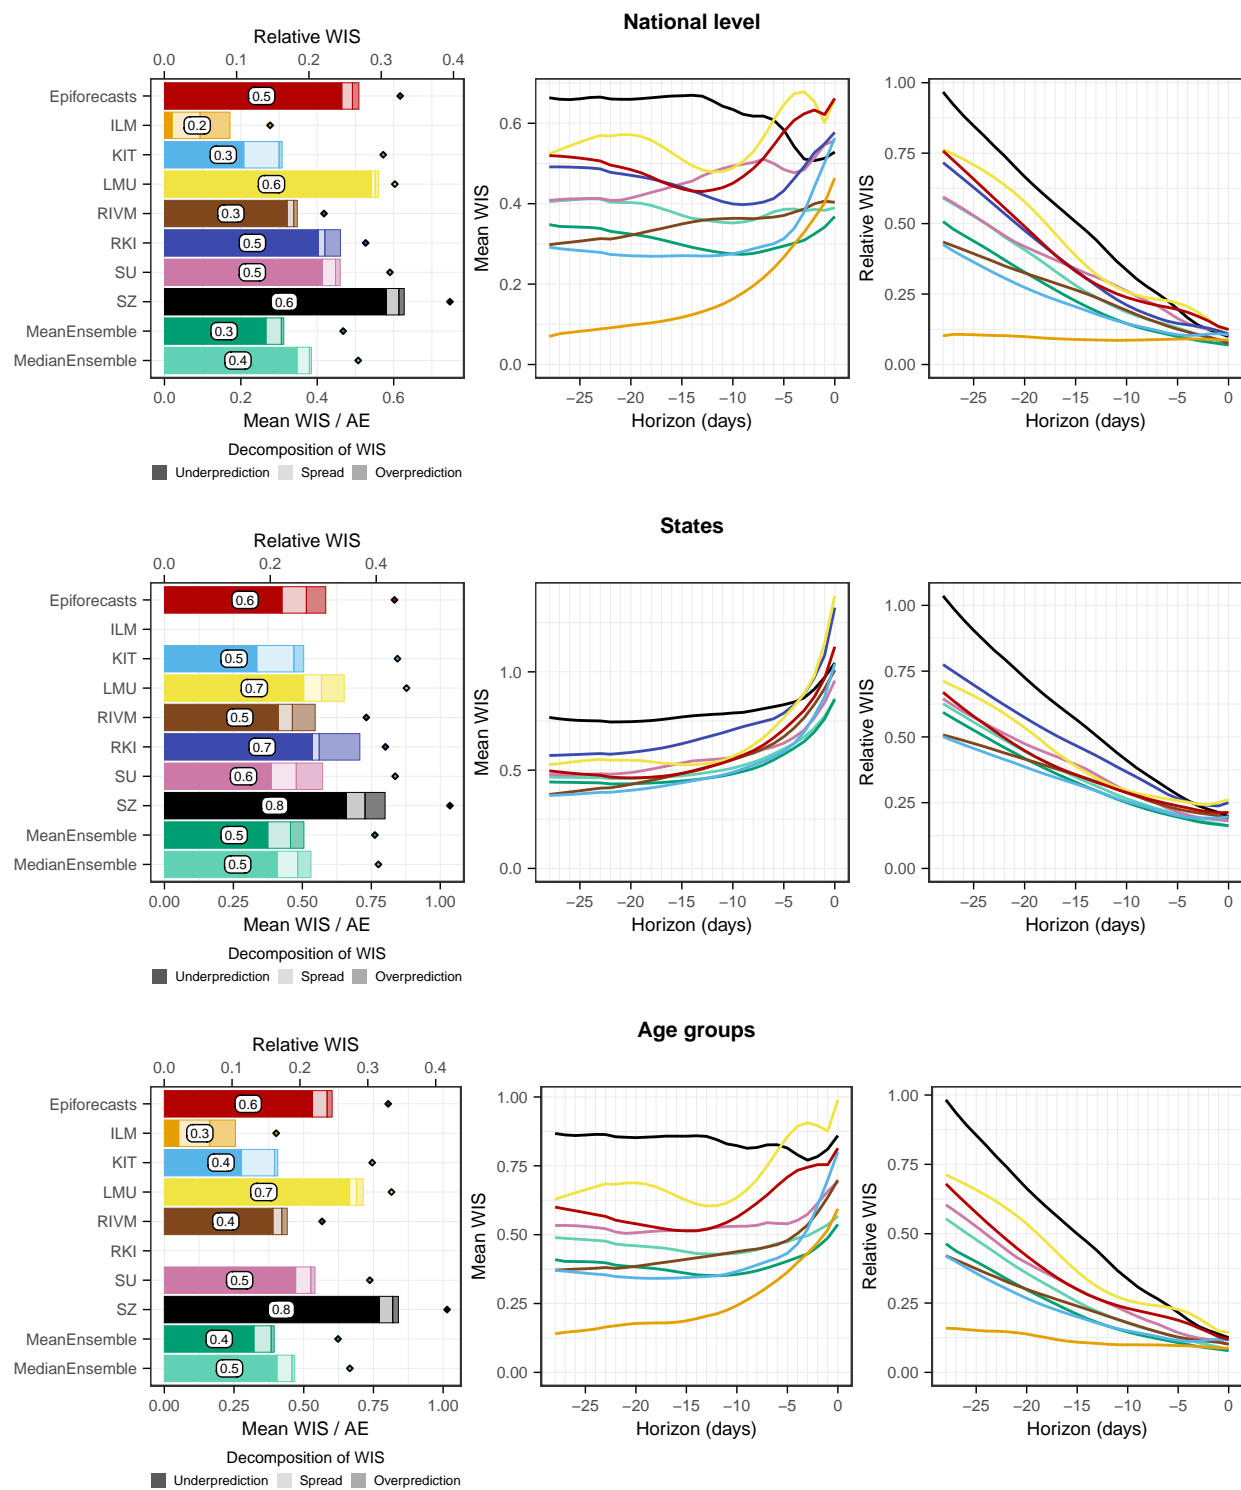 National level
Relative WIS
0.0 0.1 0.2 0.3 0.4
Epiforecasts 0.5
ILM 0.2
KIT 0.3
LMU 0.6
RIVM 0.3
RKI 0.5
SU 0.5
SZ 0.6
MeanEnsemble 0.3
MedianEnsemble 0.4
0.0 0.2 0.4 0.6
Mean WIS / AE
Decomposition of WIS
Underprediction Spread Overprediction
Mean WIS
0.6
0.4
0.2
0.0
−25 −20 −15 −10 −5 0
Horizon (days)
Relative WIS
1.00
0.75
0.50
0.25
0.00
−25 −20 −15 −10 −5 0
Horizon (days)
States
Relative WIS
0.0 0.2 0.4
Epiforecasts 0.6
ILM
KIT 0.5
LMU 0.7
RIVM 0.5
RKI 0.7
SU 0.6
SZ 0.8
MeanEnsemble 0.5
MedianEnsemble 0.5
0.00 0.25 0.50 0.75 1.00
Mean WIS / AE
Decomposition of WIS
Underprediction Spread Overprediction
Mean WIS
1.0
0.5
0.0
−25 −20 −15 −10 −5 0
Horizon (days)
Relative WIS
1.00
0.75
0.50
0.25
0.00
−25 −20 −15 −10 −5 0
Horizon (days)
Age groups
Relative WIS
0.0 0.1 0.2 0.3 0.4
Epiforecasts 0.6
ILM 0.3
KIT 0.4
LMU 0.7
RIVM 0.4
RKI
SU 0.5
SZ 0.8
MeanEnsemble 0.4
MedianEnsemble 0.5
0.00 0.25 0.50 0.75 1.00
Mean WIS / AE
Decomposition of WIS
Underprediction Spread Overprediction
Mean WIS
1.00
0.75
0.50
0.25
0.00
−25 −20 −15 −10 −5 0
Horizon (days)
Relative WIS
1.00
0.75
0.50
0.25
0.00
−25 −20 −15 −10 −5 0
Horizon (days)